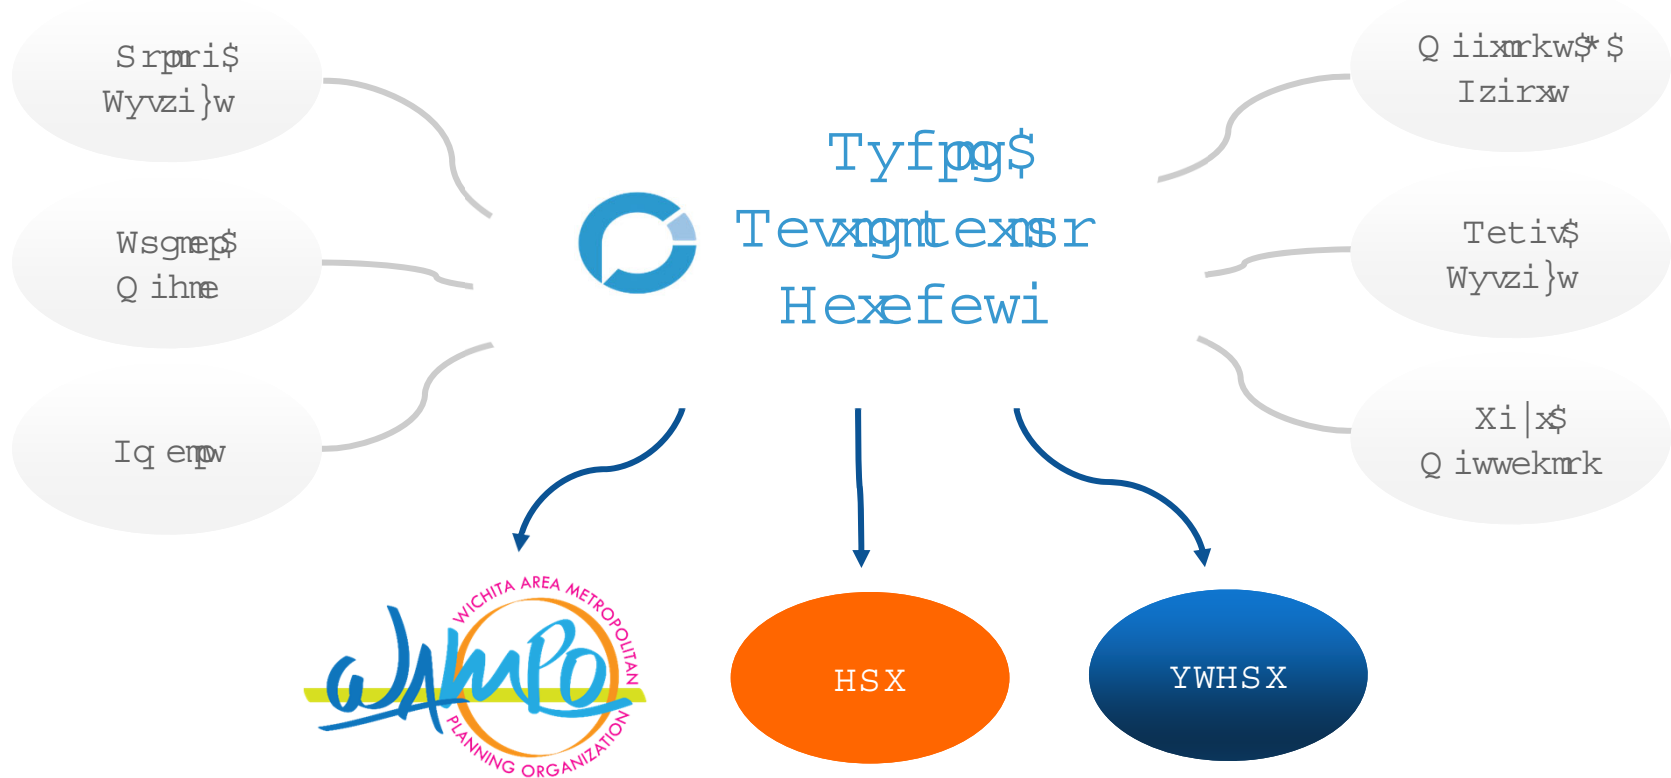 Srpmri$
Wyvzi}w
Wsgmep$
Qihme
Iqempw
Tyfpmg$
Tevxmgmtexmsr
Hexefewi
Qiixmrkw$*$
Izirxw
Tetiv$
Wyvzi}w
Xi|x$
Qiwwekmrk
WICHITA AREA METROPOLITAN
WAMPO
PLANNING ORGANIZATION
HSX
YWHSX